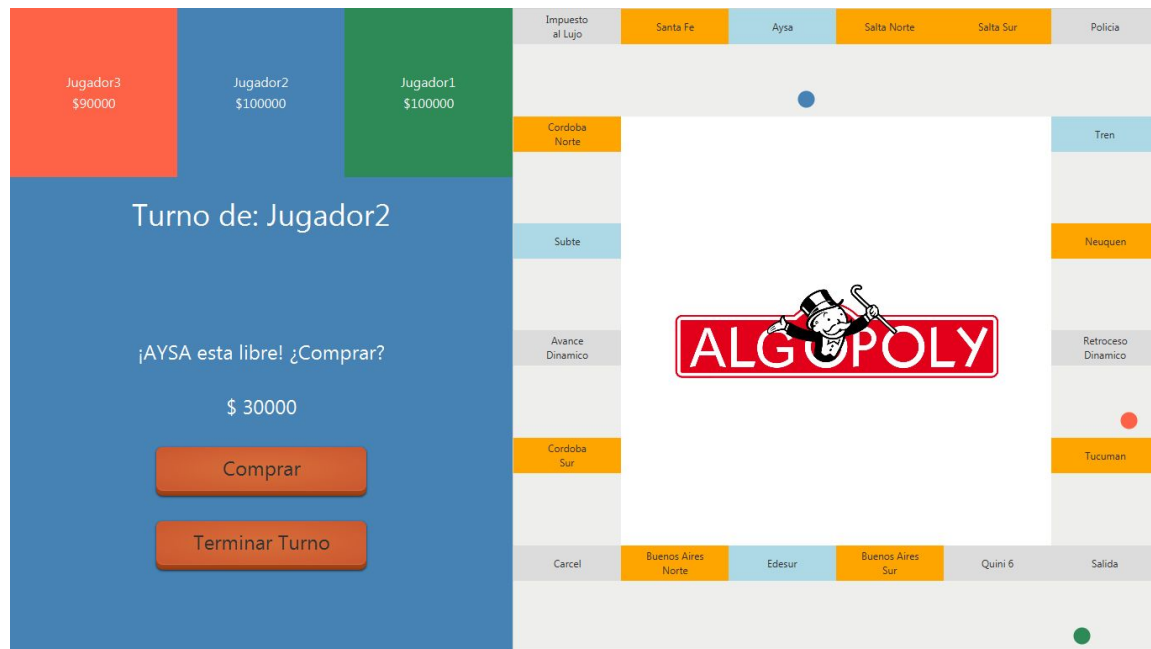 Jugador3
$90000
Jugador2
$100000
Jugador1
$100000
Turno de: Jugador2
¡AYSA esta libre! ¿Comprar?
$ 30000
Comprar
Terminar Turno
Impuesto
al Lujo
Santa Fe
Aysa
Salta Norte
Salta Sur
Policia
Cordoba
Norte
Tren
Subte
Neuquen
ALGOPOLY
Avance
Dinamico
Retroceso
Dinamico
Cordoba
Sur
Tucuman
Carcel
Buenos Aires
Norte
Edesur
Buenos Aires
Sur
Quini 6
Salida